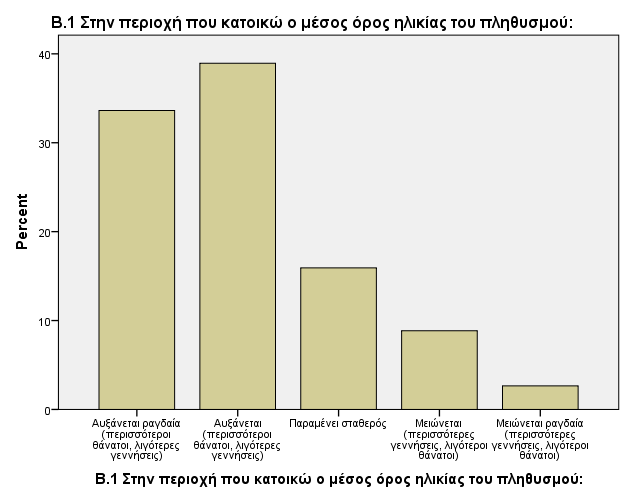 Β.1 Στην περιοχή που κατοικώ ο μέσος όρος ηλικίας του πληθυσμού:
Percent
40
30
20
10
0
Αυξάνεται ραγδαία
(περισσότεροι
θάνατοι, λιγότερες
γεννήσεις)
Αυξάνεται
(περισσότεροι
θάνατοι, λιγότερες
γεννήσεις)
Παραμένει σταθερός
Μειώνεται
(περισσότερες
γεννήσεις, λιγότεροι
θάνατοι)
Μειώνεται ραγδαία
(περισσότερες
γεννήσεις, λιγότεροι
θάνατοι)
Β.1 Στην περιοχή που κατοικώ ο μέσος όρος ηλικίας του πληθυσμού: